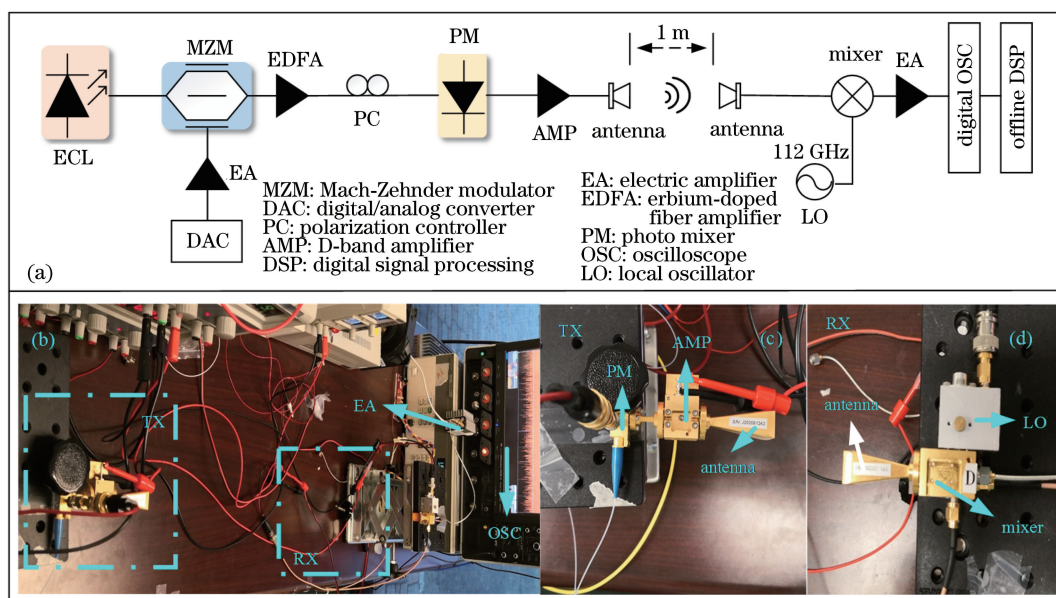 MZM
EDFA
PM
1 m
mixer
EA
digital OSC
offline DSP
ECL
PC
AMP
antenna
antenna
EA
112 GHz
LO
DAC
MZM: Mach-Zehnder modulator
DAC: digital/analog converter
PC: polarization controller
AMP: D-band amplifier
DSP: digital signal processing
EA: electric amplifier
EDFA: erbium-doped
fiber amplifier
PM: photo mixer
OSC: oscilloscope
LO: local oscillator
(a)
(b)
TX
EA
RX
OSC
TX
AMP
(c)
PM
antenna
RX
(d)
antenna
LO
D
mixer